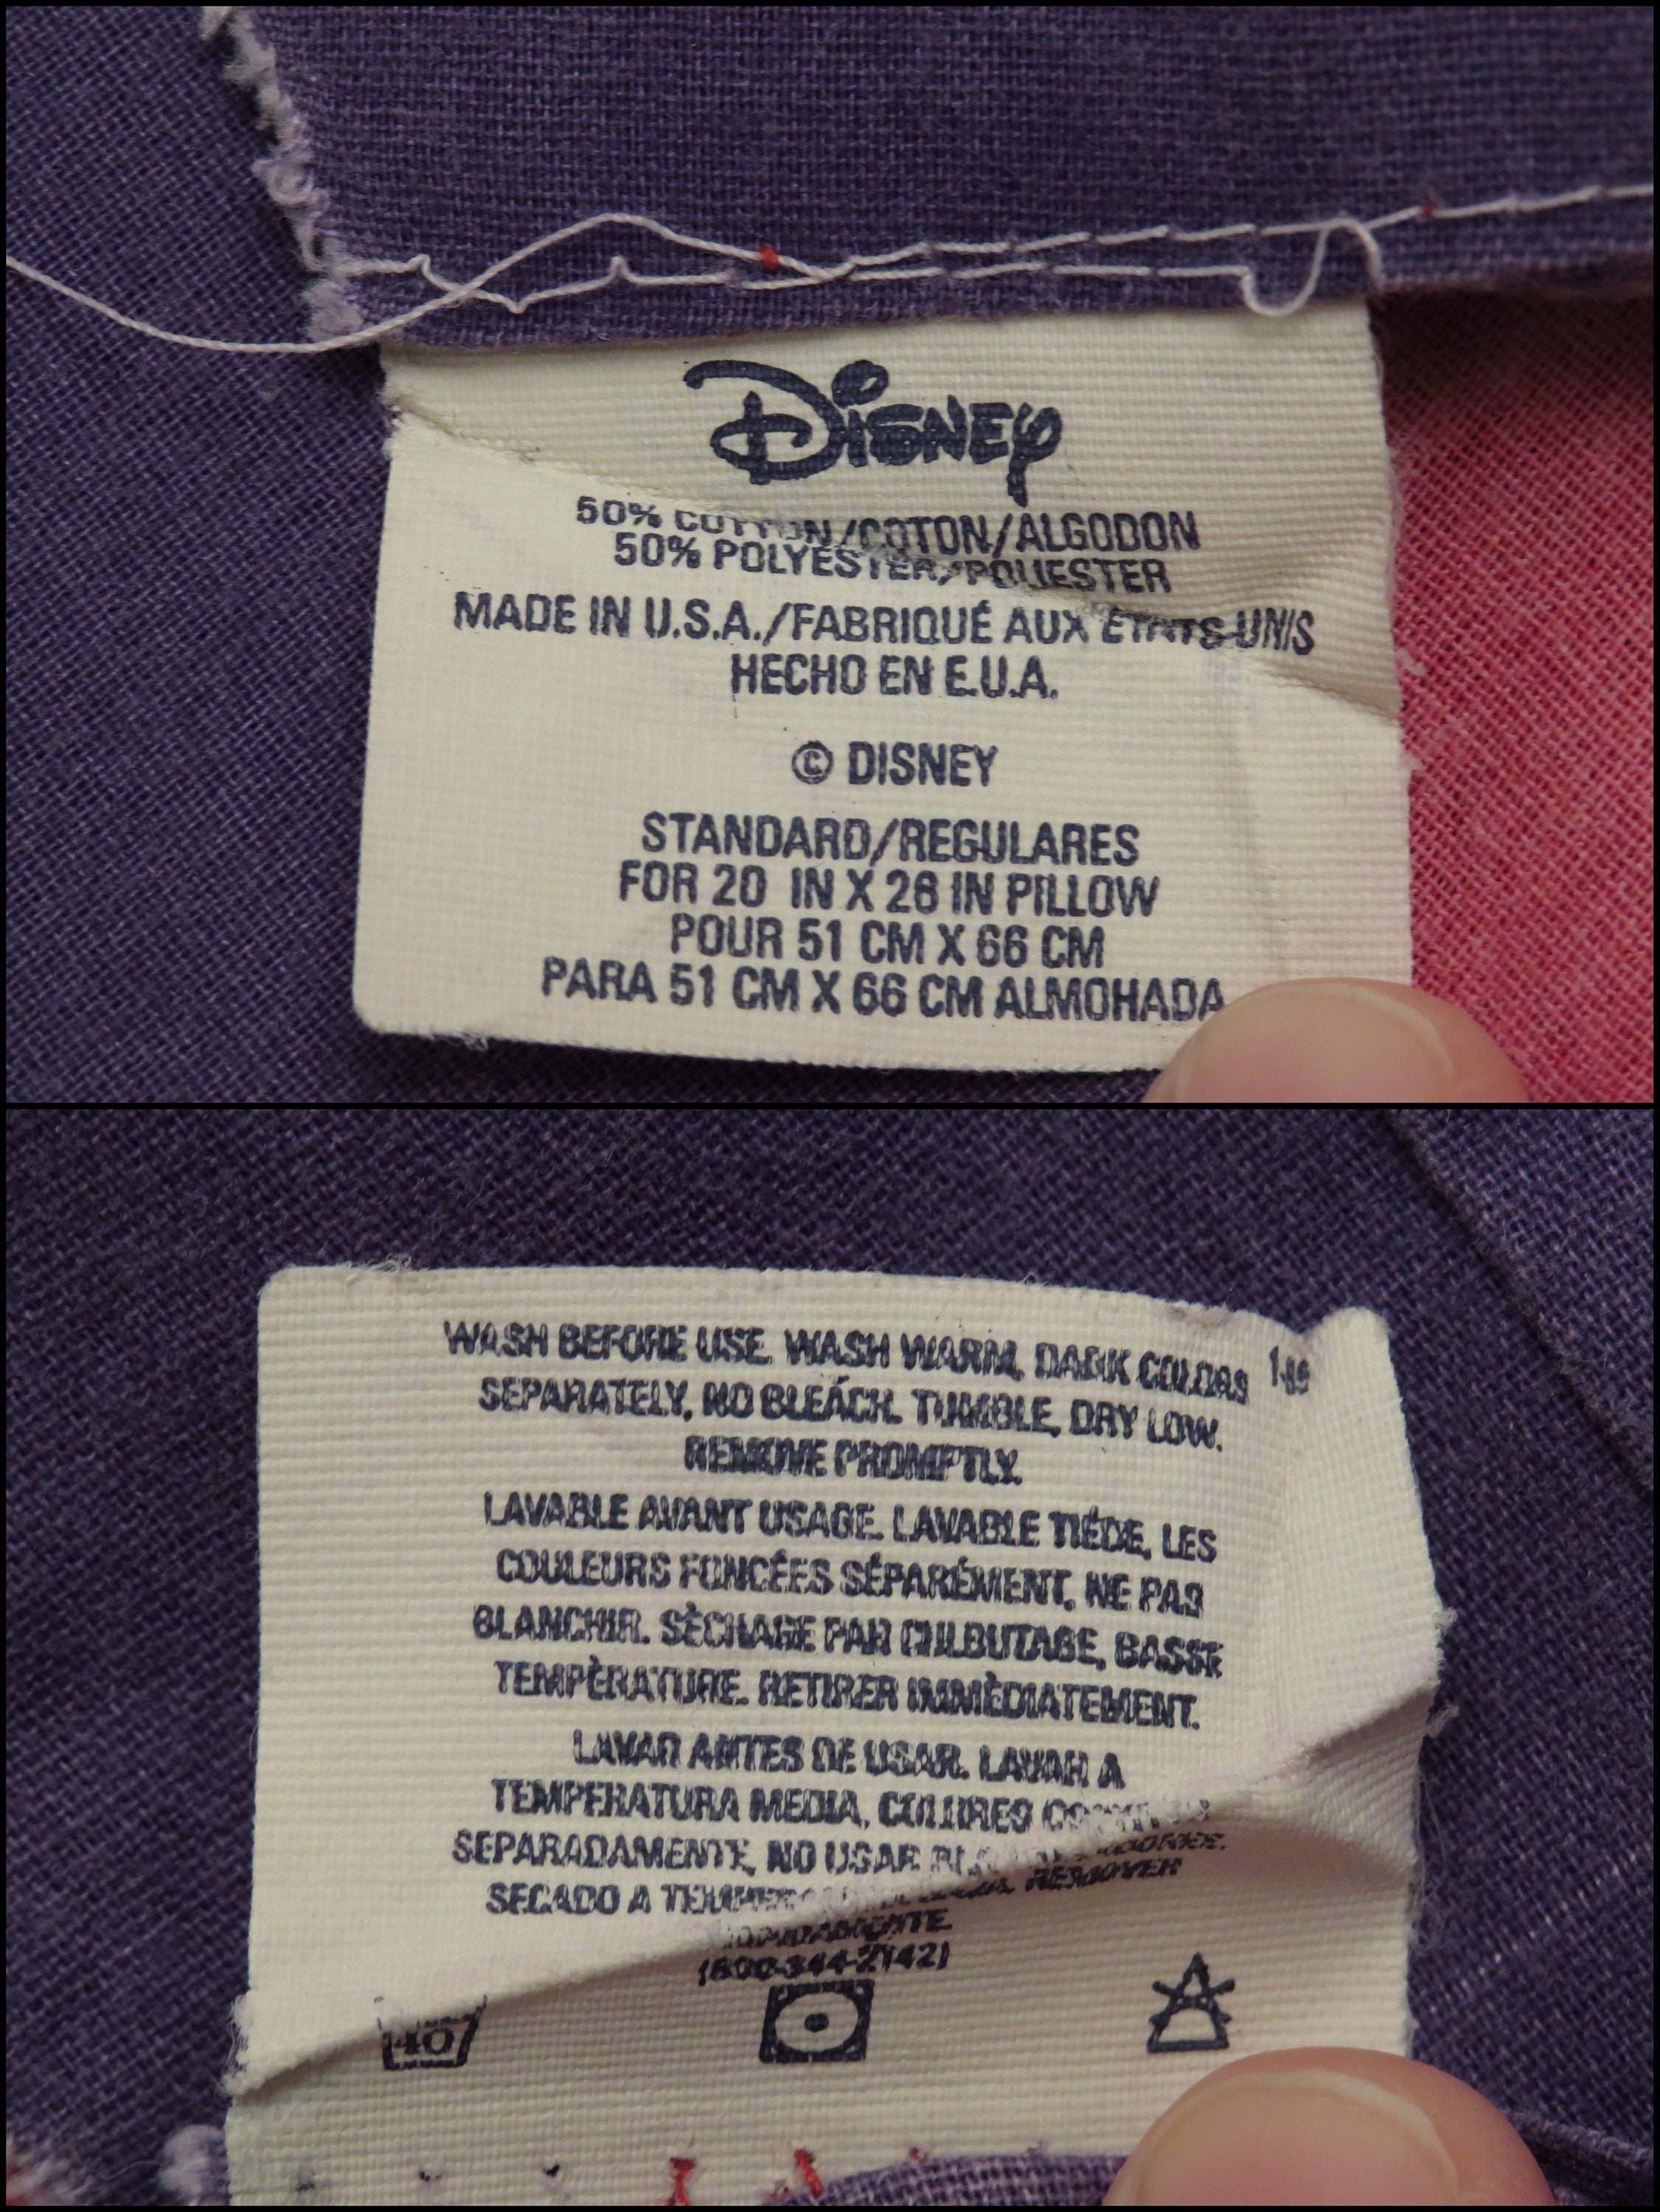 DISNEY
50% COTTON/COTON/ALGODON
50% POLYESTER/POLIESTER
MADE IN U.S.A./FABRIQUÉ AUX ÉTATS-UNIS
HECHO EN E.U.A.
© DISNEY
STANDARD/REGULARES
FOR 20 IN X 26 IN PILLOW
POUR 51 CM X 66 CM
PARA 51 CM X 66 CM ALMOHADA
WASH BEFORE USE. WASH WARM, DARK COLORS
SEPARATELY, NO BLEACH. TUMBLE, DRY LOW.
REMOVE PROMPTLY.
LAVABLE AVANT USAGE. LAVABLE TIÉDE, LES
COULEURS FONCÉES SÉPARÉMENT, NE PAS
BLANCHIR. SÈCHAGE PAR CULBUTAGE, BASSE
TEMPÈRATURE. RETIRER IMMÈDIATEMENT.
LAVAR ANTES DE USAR. LAVAR A
TEMPERATURA MEDIA, COLORES
SEPARADAMENTE, NO USAR
SECADO A REMOVER
(800-344-2142)
40